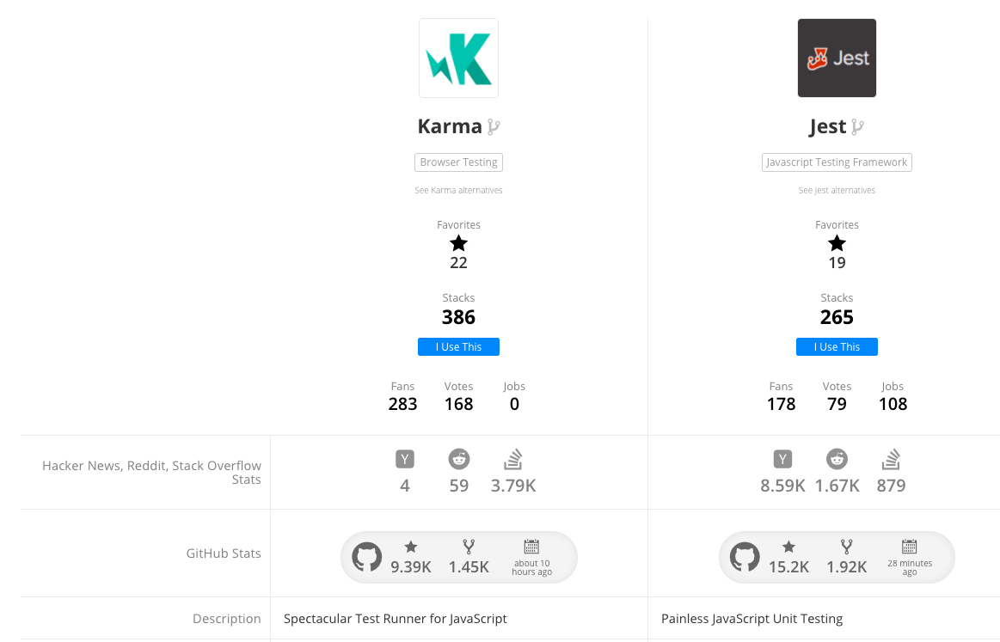 K
Jest
Karma
Jest
Browser Testing
Javascript Testing Framework
See Karma alternatives
See Jest alternatives
Favorites
Favorites
22
19
Stacks
Stacks
386
265
I Use This
I Use This
Fans Votes Jobs
Fans Votes Jobs
283 168 0
178 79 108
Hacker News, Reddit, Stack Overflow
Stats
Y
4 59 3.79K
Y
8.59K 1.67K 879
GitHub Stats
9.39K 1.45K about 10
hours ago
15.2K 1.92K 28 minutes
ago
Description
Spectacular Test Runner for JavaScript
Painless JavaScript Unit Testing